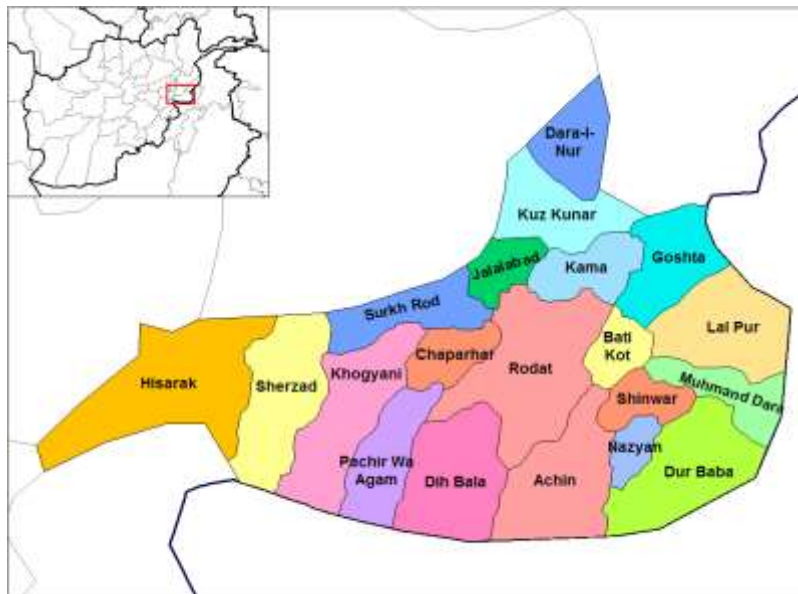 Dara-i-
Nur
Kuz Kunar
Jalalabad
Kama
Goshta
Surkh Rod
Lal Pur
Bati
Kot
Chaparhar
Hisarak
Sherzad
Khogyani
Rodat
Muhmand Dara
Shinwar
Nazyan
Pachir Wa
Agam
Dih Bala
Achin
Dur Baba